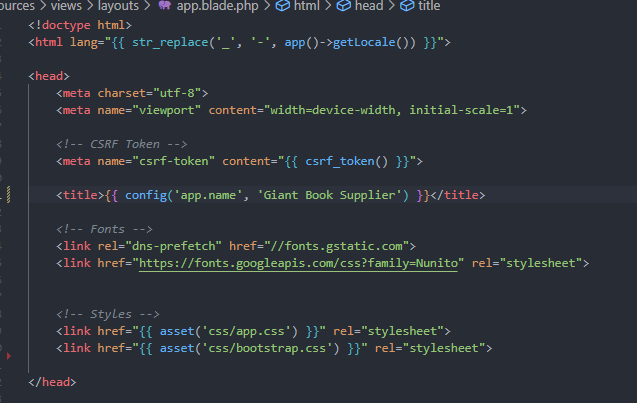 ources > views > layouts > app.blade.php > html > head > title
<!doctype html>
<html lang="{{ str_replace('_', '-', app()->getLocale()) }}">
<head>
<meta charset="utf-8">
<meta name="viewport" content="width=device-width, initial-scale=1">
<!-- CSRF Token -->
<meta name="csrf-token" content="{{ csrf_token() }}">
<title>{{ config('app.name', 'Giant Book Supplier') }}</title>
<!-- Fonts -->
<link rel="dns-prefetch" href="//fonts.gstatic.com">
<link href="https://fonts.googleapis.com/css?family=Nunito" rel="stylesheet">
<!-- Styles -->
<link href="{{ asset('css/app.css') }}" rel="stylesheet">
<link href="{{ asset('css/bootstrap.css') }}" rel="stylesheet">
</head>